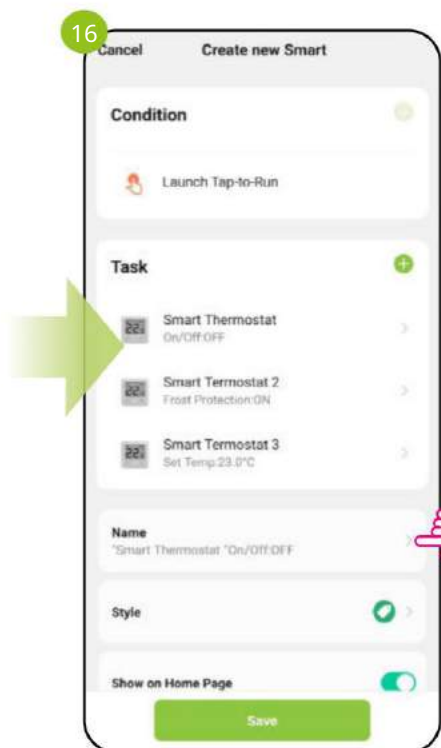 16
Cancel Create new Smart
Condition
Launch Tap-to-Run
Task
Smart Thermostat
On/Off:OFF
Smart Termostat 2
Frost Protection:ON
Smart Termostat 3
Set Temp:23.0°C
Name
"Smart Thermostat "On/Off:OFF
Style
Show on Home Page
Save